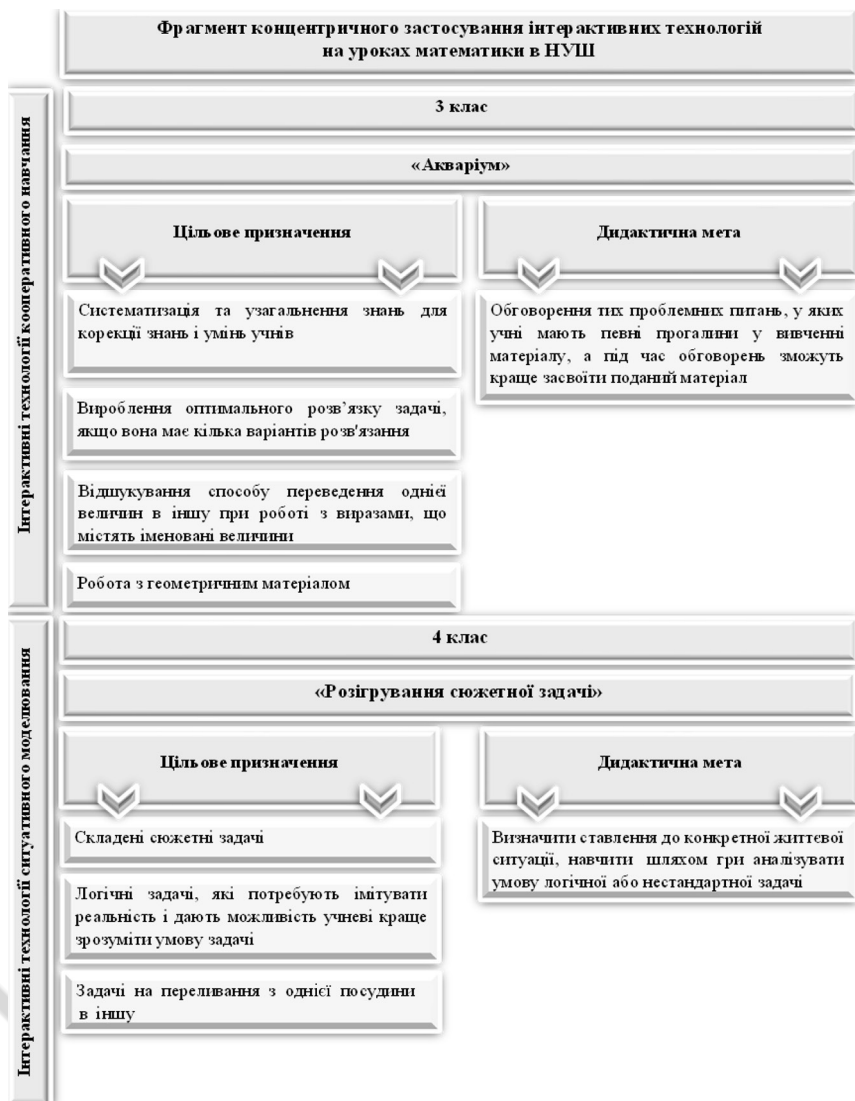 Фрагмент концентричного застосування інтерактивних технологій
на уроках математики в НУШ
Інтерактивні технології кооперативного навчання
3 клас
«Акваріум»
Цільове призначення
Систематизація та узагальнення знань для
корекції знань і умінь учнів
Вироблення оптимального розв’язку задачі,
якщо вона має кілька варіантів розв'язання
Відшукування способу переведення однієї
величин в іншу при роботі з виразами, що
містять іменовані величини
Робота з геометричним матеріалом
Дидактична мета
Обговорення тих проблемних питань, у яких
учні мають певні прогалини у вивченні
матеріалу, а під час обговорень зможуть
краще засвоїти поданий матеріал
Інтерактивні технології ситуативного моделювання
4 клас
«Розігрування сюжетної задачі»
Цільове призначення
Складені сюжетні задачі
Логічні задачі, які потребують імітувати
реальність і дають можливість учневі краще
зрозуміти умову задачі
Задачі на переливання з однієї посудини
в іншу
Дидактична мета
Визначити ставлення до конкретної життєвої
ситуації, навчити шляхом гри аналізувати
умову логічної або нестандартної задачі